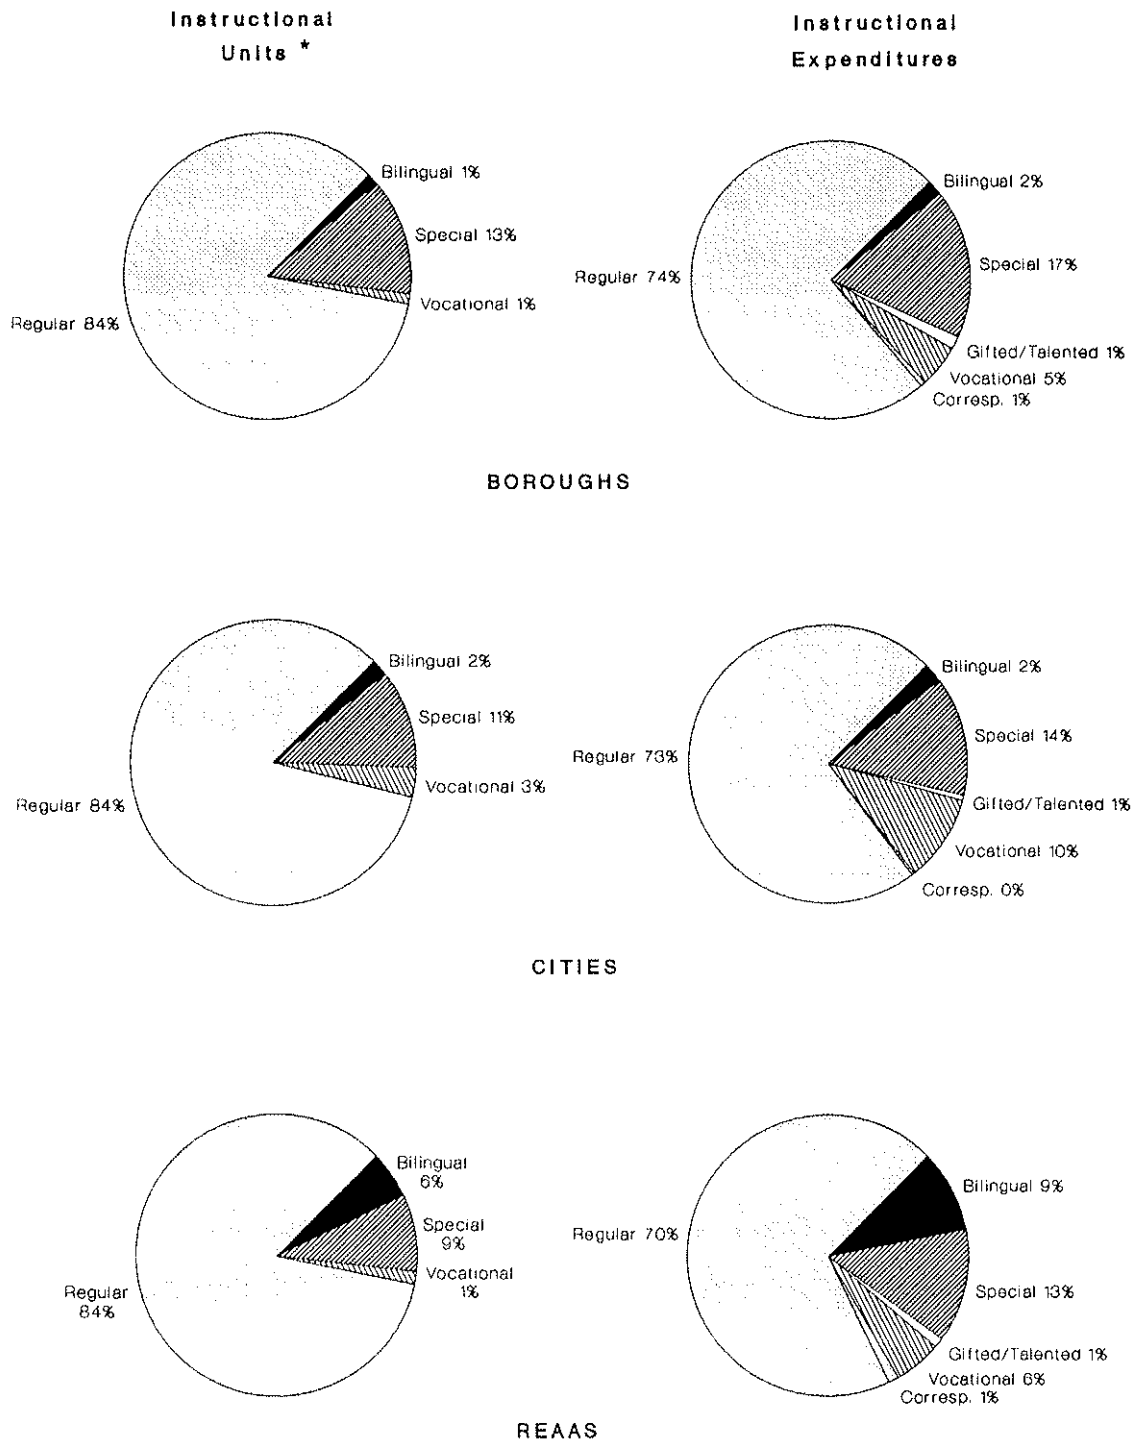 Instructional
Units *
Instructional
Expenditures
Bilingual 1%
Special 13%
Vocational 1%
Regular 84%
Bilingual 2%
Special 17%
Regular 74%
Gifted/Talented 1%
Vocational 5%
Corresp. 1%
BOROUGHS
Bilingual 2%
Special 11%
Vocational 3%
Regular 84%
Bilingual 2%
Special 14%
Regular 73%
Gifted/Talented 1%
Vocational 10%
Corresp. 0%
CITIES
Bilingual
6%
Special
9%
Vocational
1%
Regular
84%
Bilingual 9%
Regular 70%
Special 13%
Gifted/Talented 1%
Vocational 6%
Corresp. 1%
REAAS